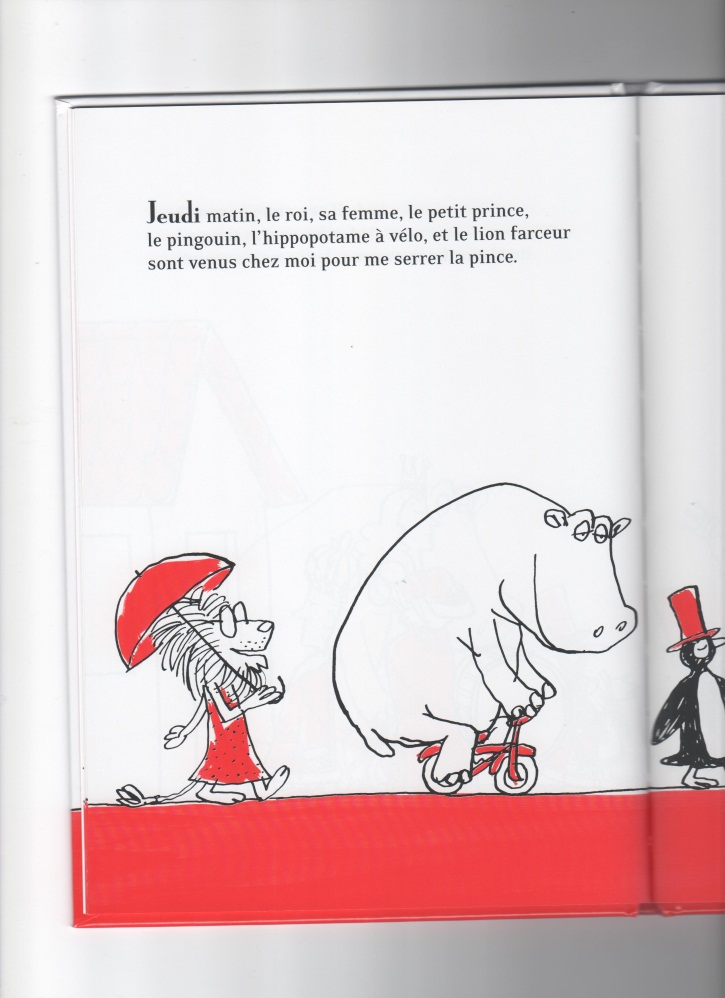 Jeudi matin, le roi, sa femme, le petit prince,
le pingouin, l'hippopotame à vélo, et le lion farceur
sont venus chez moi pour me serrer la pince.